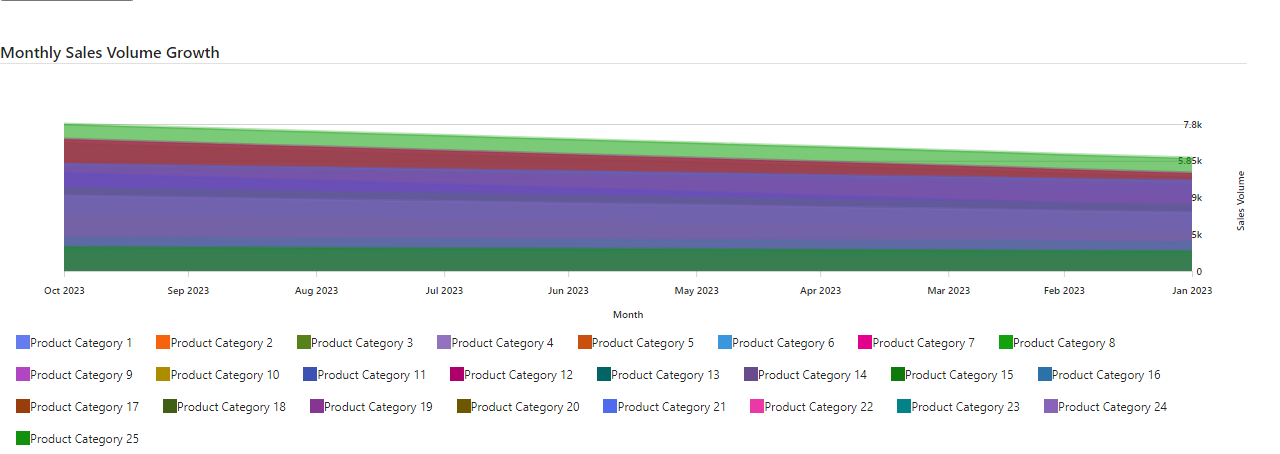 Monthly Sales Volume Growth
7.8k
5.85k
9k
5k
0
Sales Volume
Oct 2023 Sep 2023 Aug 2023 Jul 2023 Jun 2023 May 2023 Apr 2023 Mar 2023 Feb 2023 Jan 2023
Month
Product Category 1 Product Category 2 Product Category 3 Product Category 4 Product Category 5 Product Category 6 Product Category 7 Product Category 8
Product Category 9 Product Category 10 Product Category 11 Product Category 12 Product Category 13 Product Category 14 Product Category 15 Product Category 16
Product Category 17 Product Category 18 Product Category 19 Product Category 20 Product Category 21 Product Category 22 Product Category 23 Product Category 24
Product Category 25